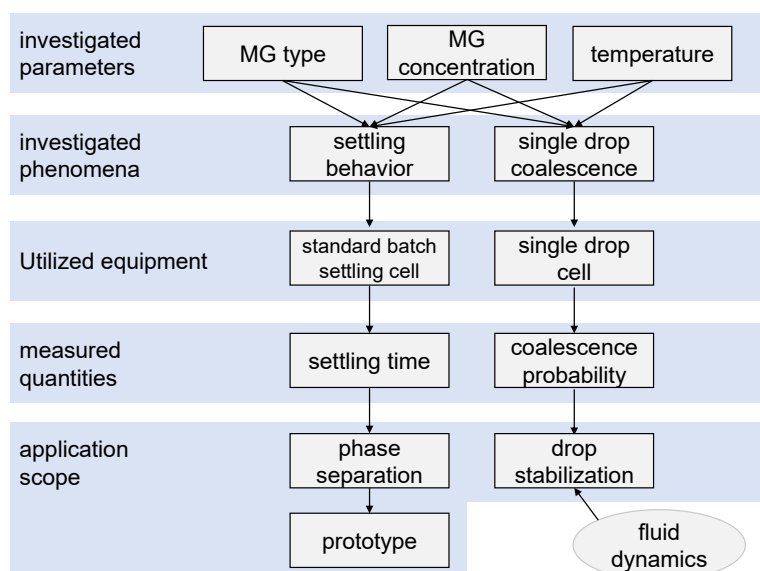 investigated
parameters
MG type
MG
concentration
temperature
investigated
phenomena
settling
behavior
single drop
coalescence
Utilized equipment
standard batch
settling cell
single drop
cell
measured
quantities
settling time
coalescence
probability
application
scope
phase
separation
drop
stabilization
prototype
fluid
dynamics